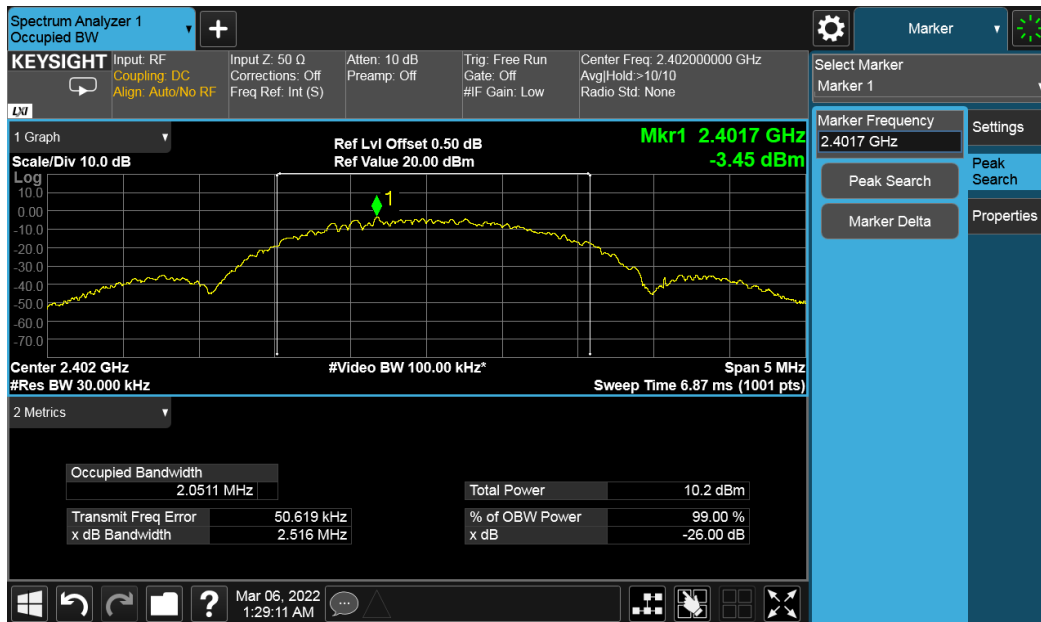 Spectrum Analyzer 1
Occupied BW
Marker
KEYSIGHT
LXI
Input: RF
Coupling: DC
Align: Auto/No RF
Input Z: 50 Ω
Corrections: Off
Freq Ref: Int (S)
Atten: 10 dB
Preamp: Off
Trig: Free Run
Gate: Off
#IF Gain: Low
Center Freq: 2.402000000 GHz
Avg|Hold:>10/10
Radio Std: None
Select Marker
Marker 1
Marker Frequency
2.4017 GHz
Peak Search
Marker Delta
Settings
Peak
Search
Properties
1 Graph
Scale/Div 10.0 dB
Ref Lvl Offset 0.50 dB
Ref Value 20.00 dBm
Mkr1 2.4017 GHz
-3.45 dBm
Log
10.0
0.00
-10.0
-20.0
-30.0
-40.0
-50.0
-60.0
-70.0
1
Center 2.402 GHz
#Video BW 100.00 kHz*
Span 5 MHz
#Res BW 30.000 kHz
Sweep Time 6.87 ms (1001 pts)
2 Metrics
Occupied Bandwidth
2.0511 MHz
Total Power 10.2 dBm
Transmit Freq Error 50.619 kHz
% of OBW Power 99.00 %
x dB Bandwidth 2.516 MHz
x dB -26.00 dB
?
Mar 06, 2022
1:29:11 AM